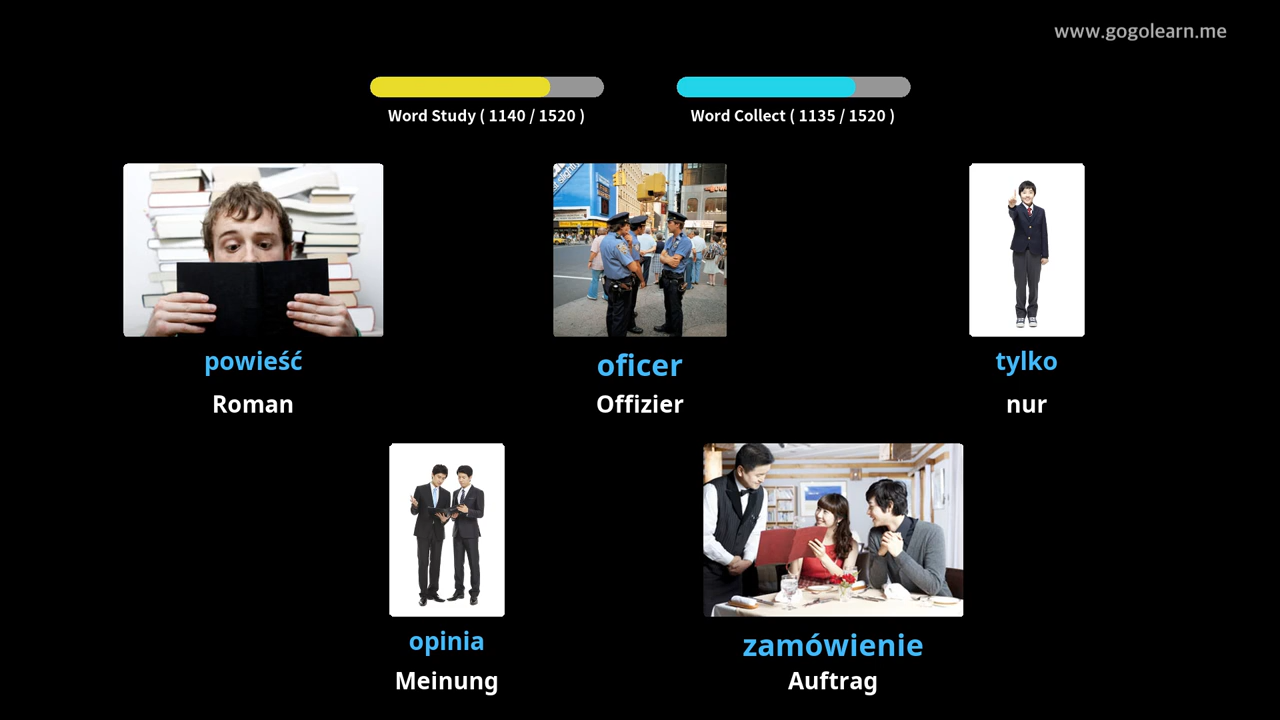 www.gogolearn.me
Word Study ( 1140 / 1520 )
Word Collect ( 1135 / 1520 )
powieść
Roman
oficer
Offizier
tylko
nur
opinia
Meinung
zamówienie
Auftrag